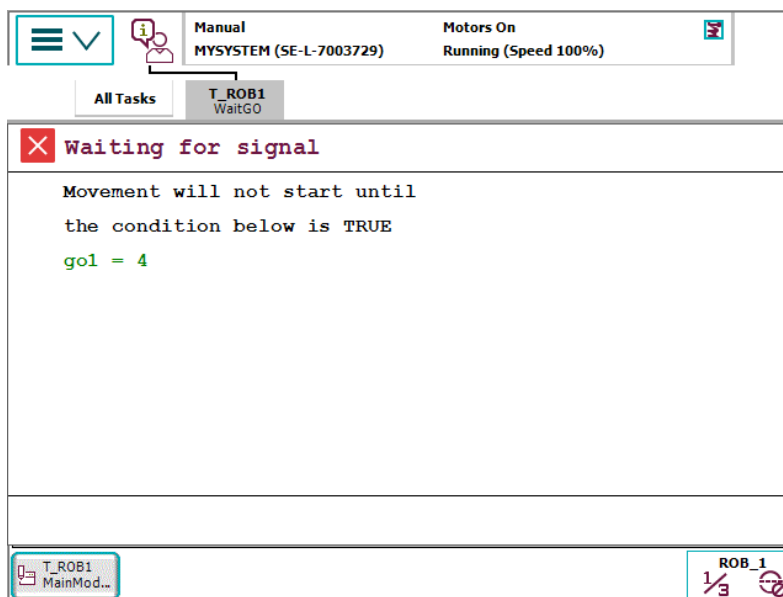 Manual
Motors On
MYSYSTEM (SE-L-7003729)
Running (Speed 100%)
All Tasks
T_ROB1
WaitGO
Waiting for signal
Movement will not start until
the condition below is TRUE
go1 = 4
T_ROB1
MainMod...
ROB_1
1/3